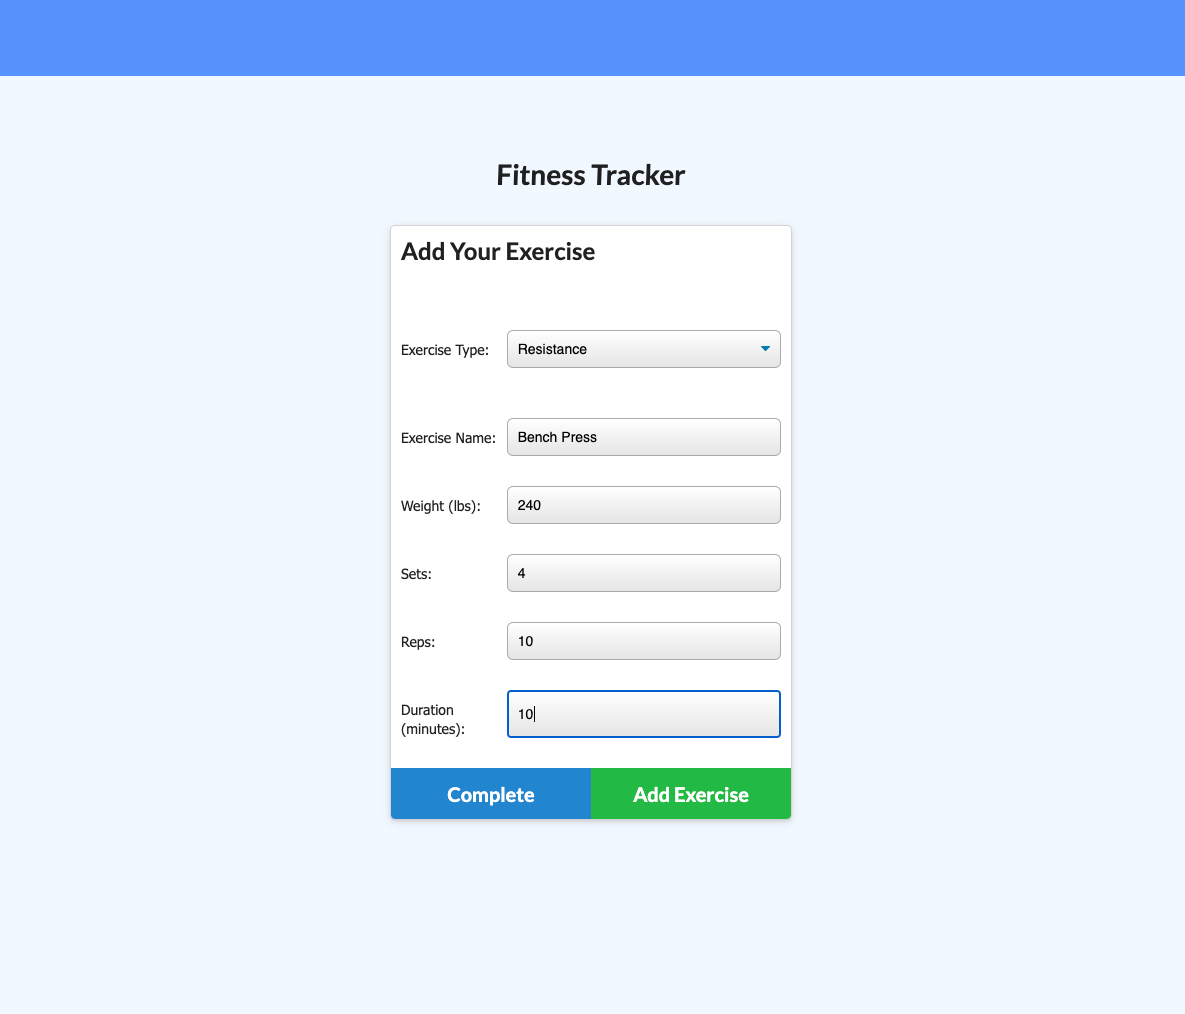 Fitness Tracker
Add Your Exercise
Exercise Type: Resistance
Exercise Name: Bench Press
Weight (lbs): 240
Sets: 4
Reps: 10
Duration
(minutes): 10
Complete Add Exercise